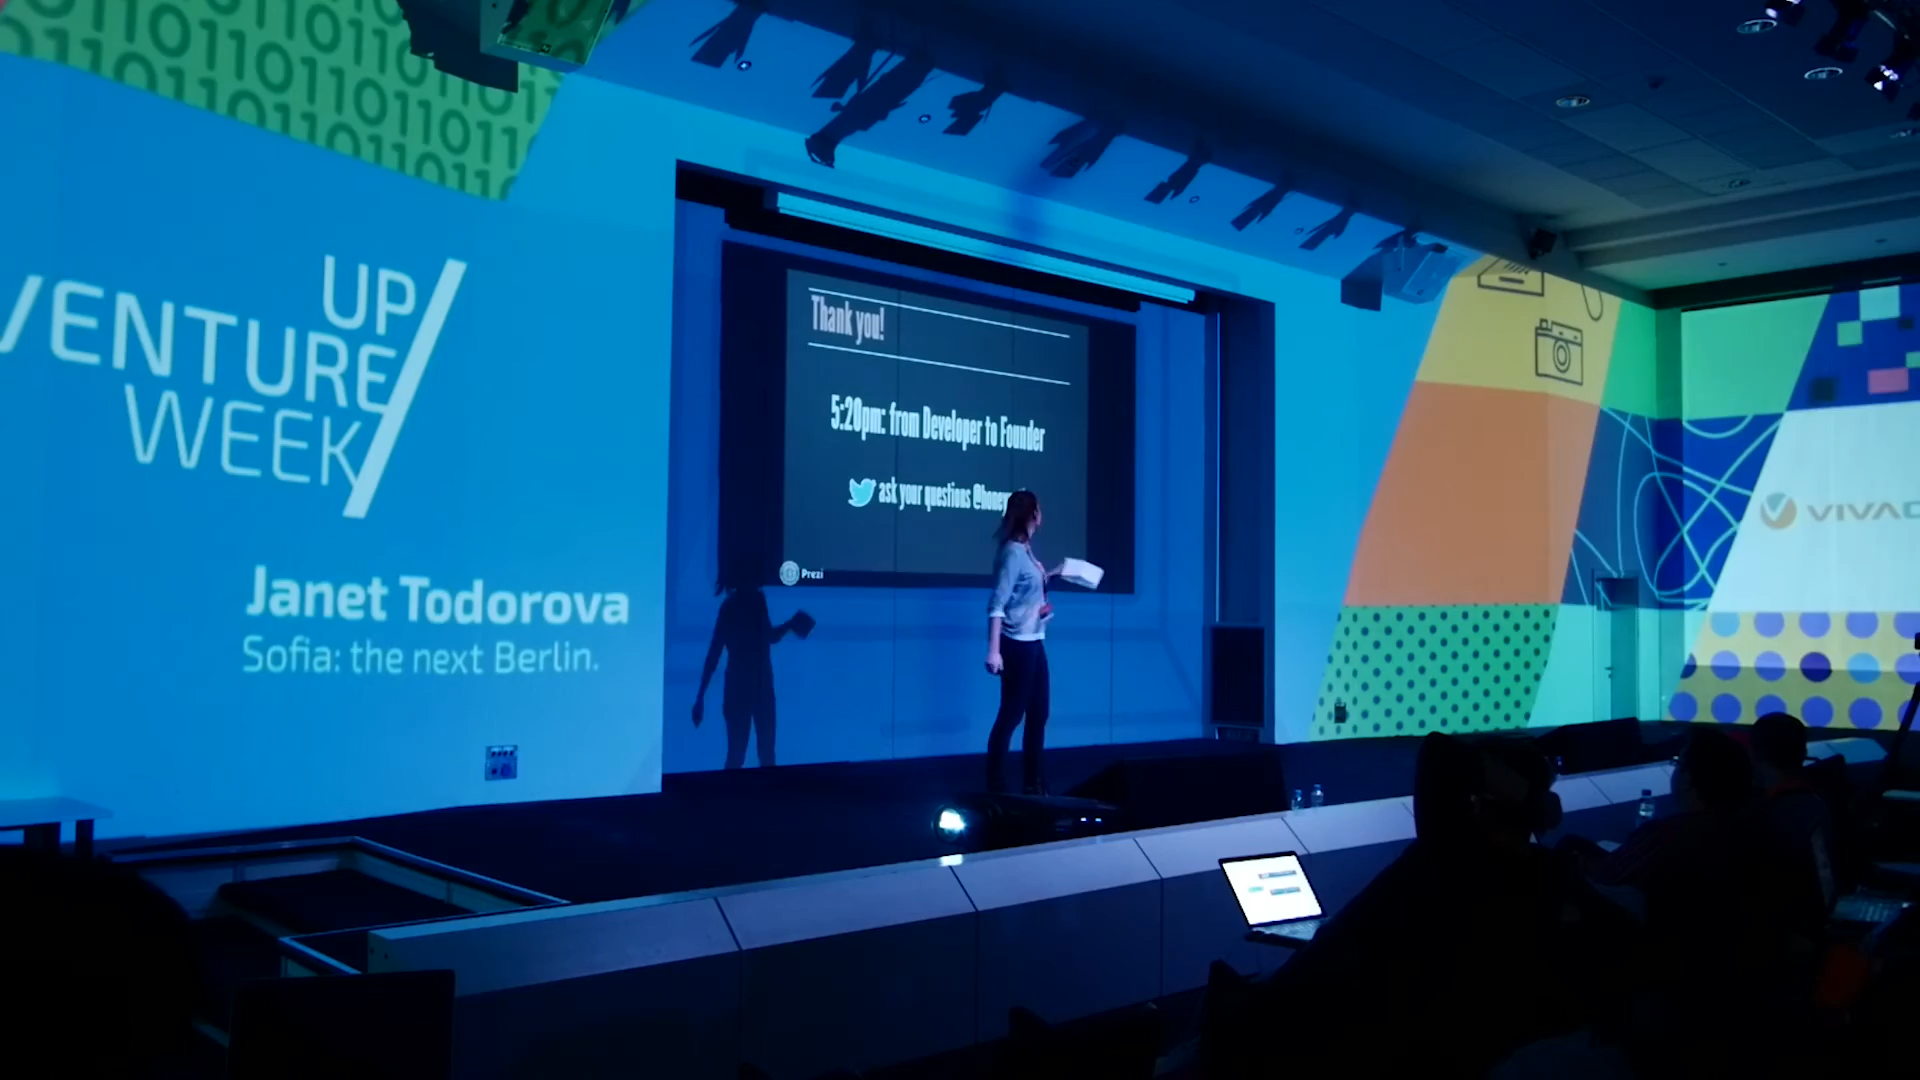 UP
VENTURE
WEEK
Janet Todorova
Sofia: the next Berlin.
Thank you!
5:20pm: from Developer to Founder
ask your questions
Prezi